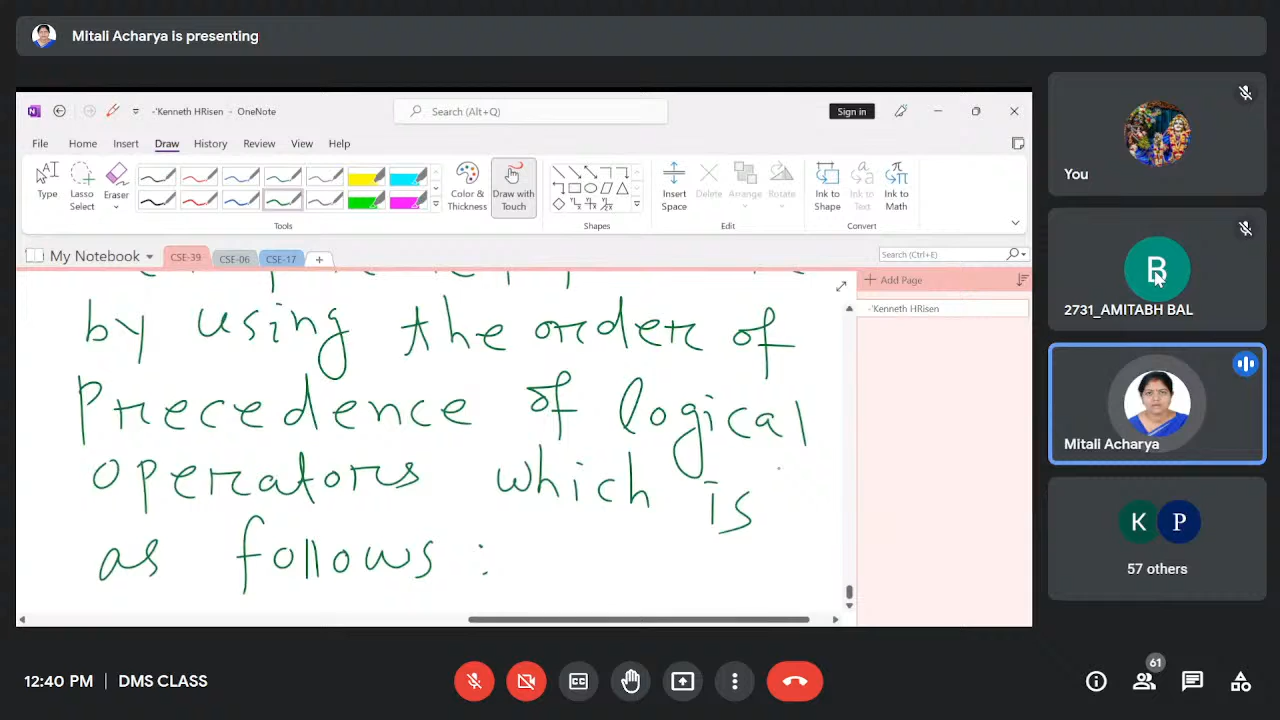 Mitali Acharya is presenting
-'Kenneth HRisen - OneNote
Search (Alt+Q)
Sign in
File Home Insert Draw History Review View Help
Type
Lasso Select
Eraser
Color & Thickness
Draw with Touch
Insert Space
Delete
Arrange
Rotate
Ink to Shape
Ink to Text
Ink to Math
Tools Shapes Edit Convert
My Notebook CSE-39 CSE-06 CSE-17
Search (Ctrl+E)
Add Page
-'Kenneth HRisen
by using the order of
Precedence of logical
operators which is
as follows :
You
B
2731_AMITABH BAL
Mitali Acharya
K P
57 others
12:40 PM | DMS CLASS
61